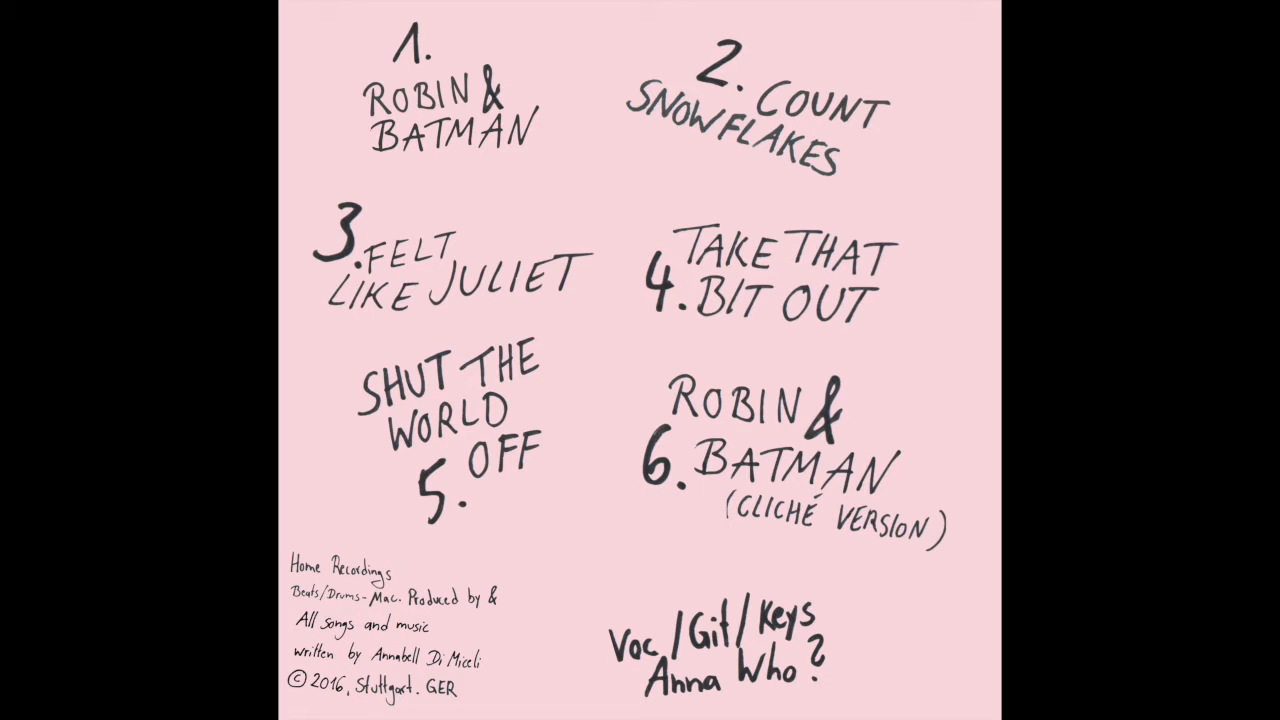 1.
ROBIN &
BATMAN
2. COUNT
SNOWFLAKES
3. FELT
LIKE JULIET
TAKE THAT
4. BIT OUT
SHUT THE
WORLD
5. OFF
ROBIN &
6. BATMAN
(CLICHÉ VERSION)
Home Recordings
Beats/Drums-Mac. Produced by &
All songs and music
written by Annabell Di Miceli
© 2016, Stuttgart. GER
Voc/Git/Keys
Anna Who?